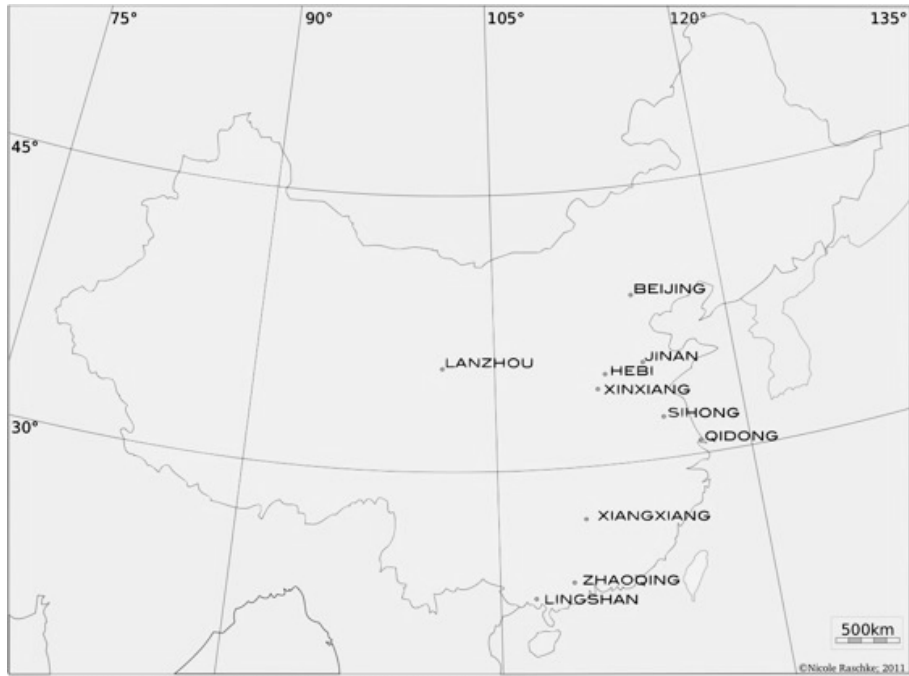 75° 90° 105° 120° 135°
45°
BEIJING
JINAN
LANZHOU
HEBI
XINXIANG
SIHONG
30°
QIDONG
XIANGXIANG
ZHAOQING
LINGSHAN
500km
©Nicole Raschke; 2011